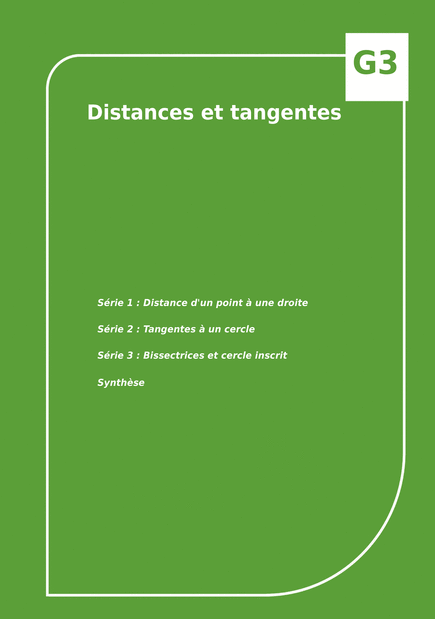 G3
Distances et tangentes
Série 1 : Distance d'un point à une droite
Série 2 : Tangentes à un cercle
Série 3 : Bissectrices et cercle inscrit
Synthèse